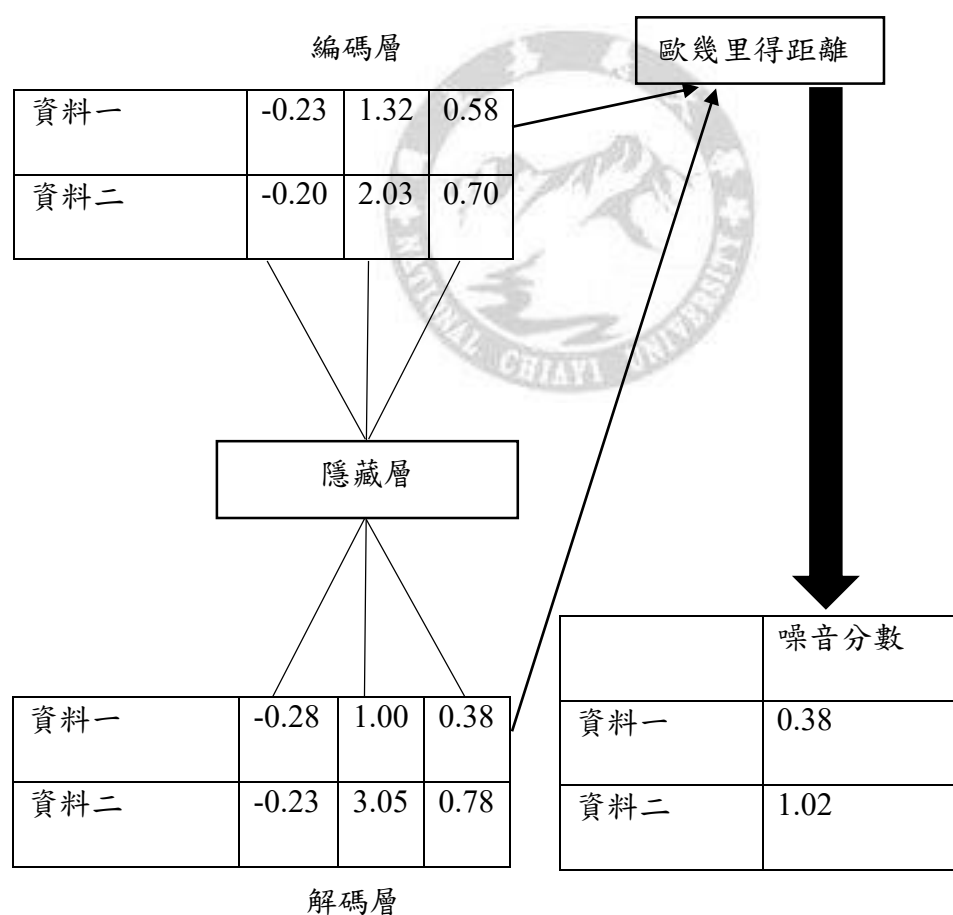 編碼層
歐幾里得距離
資料一 -0.23 1.32 0.58
資料二 -0.20 2.03 0.70
NATIONAL CHIAYI UNIVERSITY
隱藏層
資料一 -0.28 1.00 0.38
資料二 -0.23 3.05 0.78
解碼層
噪音分數
資料一 0.38
資料二 1.02